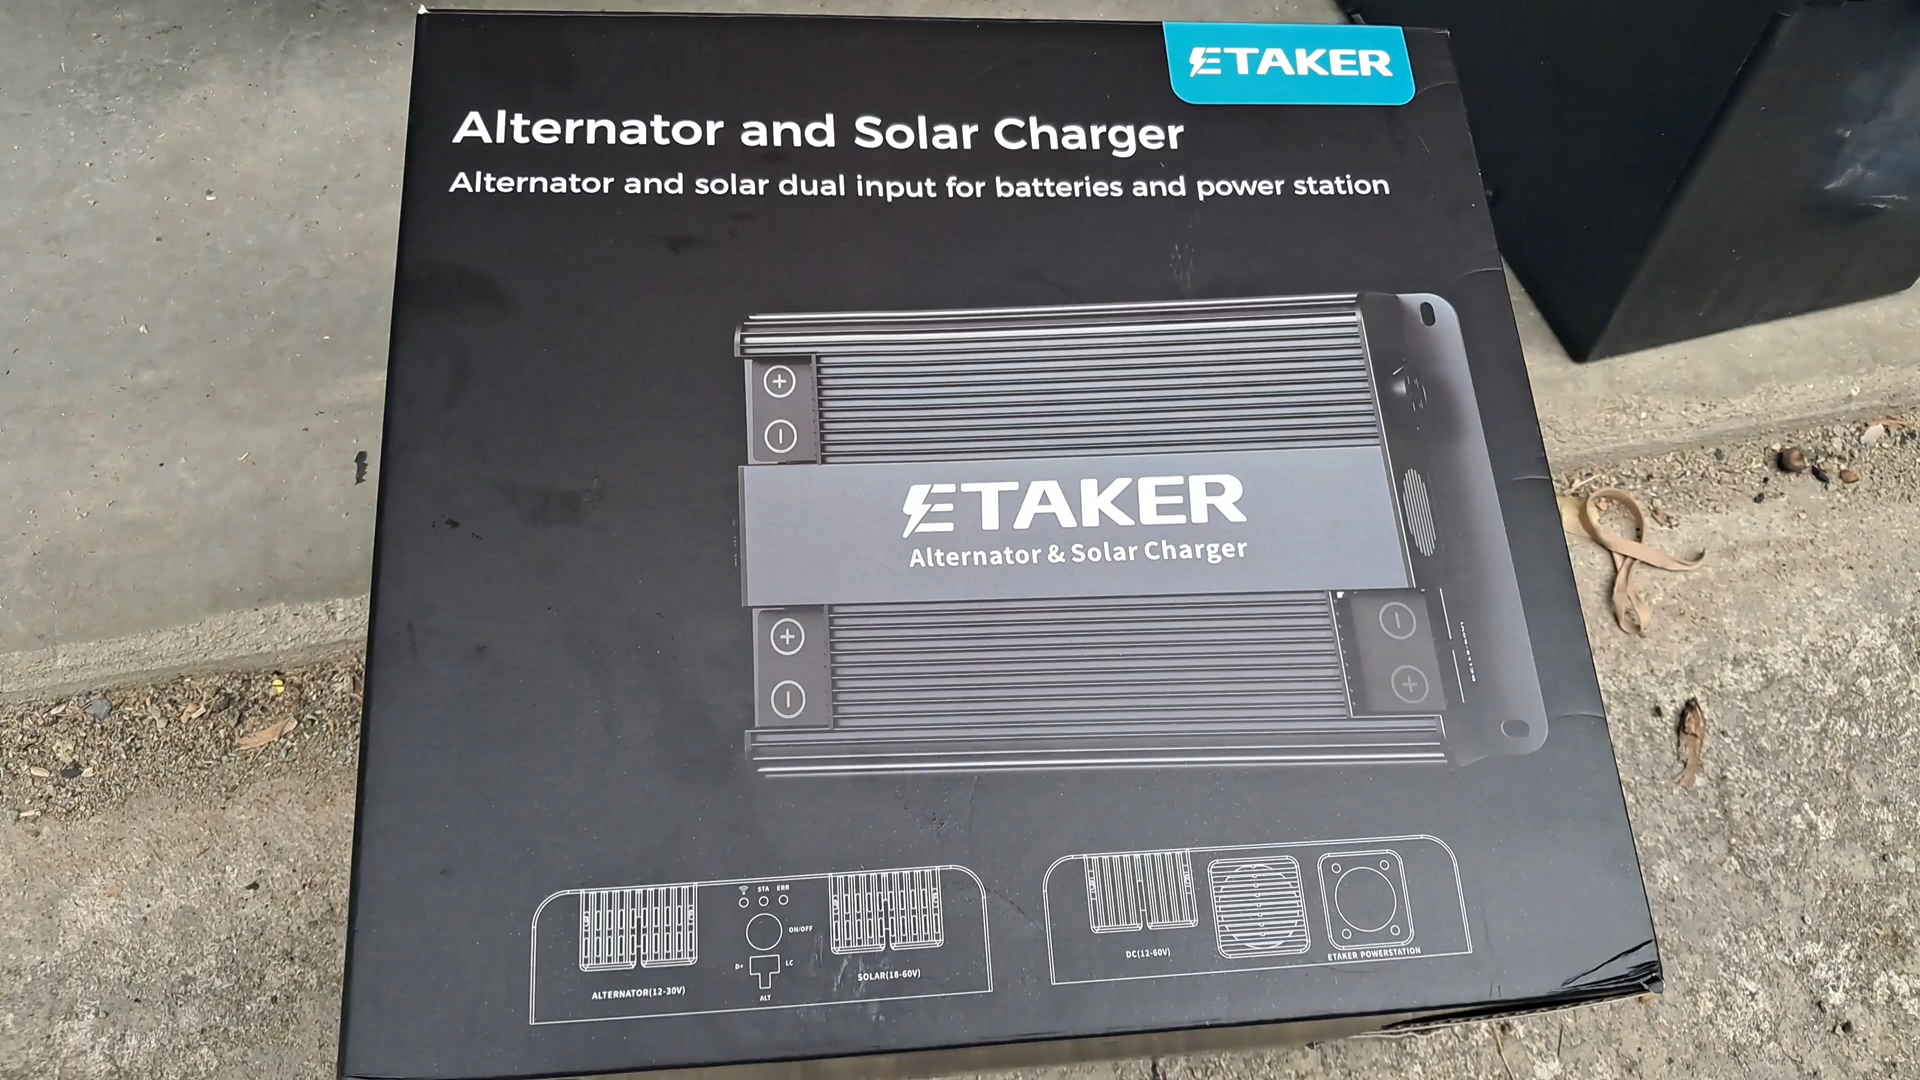 ETAKER
Alternator and Solar Charger
Alternator and solar dual input for batteries and power station
ETAKER
Alternator & Solar Charger
STA ERR
ON/OFF
D+ LC
ALT
ALTERNATOR(12-30V)
SOLAR(18-60V)
DC(12-60V)
ETAKER POWERSTATION